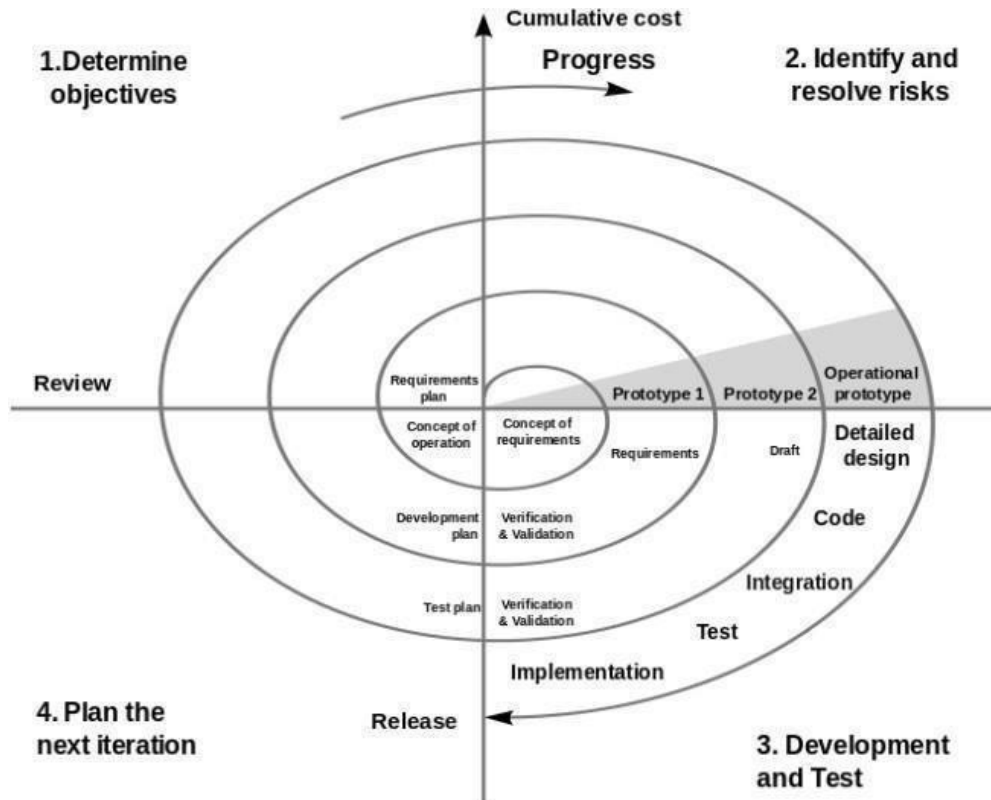 Cumulative cost
1.Determine
objectives
Progress
2. Identify and
resolve risks
Review
Requirements
plan
Prototype 1
Prototype 2
Operational
prototype
Concept of
operation
Concept of
requirements
Requirements
Draft
Detailed
design
Development
plan
Verification
& Validation
Code
Integration
Test plan
Verification
& Validation
Test
Implementation
4. Plan the
next iteration
Release
3. Development
and Test